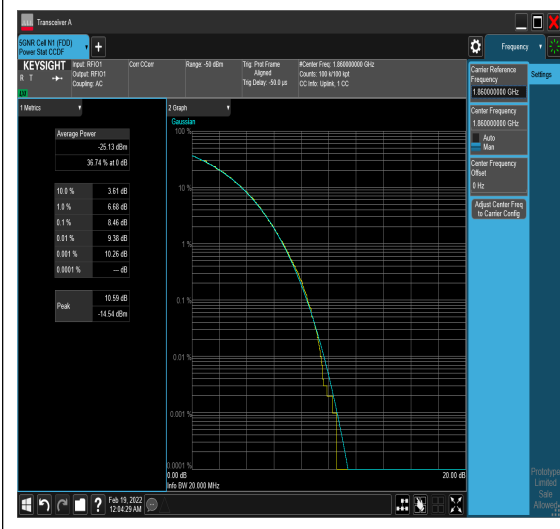 Transceiver A
5GNR Cell N1 (FDD)
Power Stat CCDF
Frequency
KEYSIGHT
R T
Input: RFIO1
Output: RFIO1
Coupling: AC
Corr CCorr
Range: -50 dBm
Trig: Prot Frame
Aligned
Trig Delay: -50.0 µs
#Center Freq: 1.860000000 GHz
Counts: 100 k/100 kpt
CC Info: Uplink, 1 CC
1 Metrics
Average Power
-25.13 dBm
36.74 % at 0 dB
10.0 % 3.61 dB
1.0 % 6.68 dB
0.1 % 8.46 dB
0.01 % 9.38 dB
0.001 % 10.26 dB
0.0001 % --- dB
Peak
10.59 dB
-14.54 dBm
2 Graph
Gaussian
100 %
10 %
1 %
0.1 %
0.01 %
0.001 %
0.0001 %
0.00 dB
20.00 dB
Info BW 20.000 MHz
Carrier Reference
Frequency
1.860000000 GHz
Center Frequency
1.860000000 GHz
Auto
Man
Center Frequency
Offset
0 Hz
Adjust Center Freq
to Carrier Config
Settings
Prototype
Limited
Sale
Allowed
?
Feb 19, 2022
12:04:29 AM